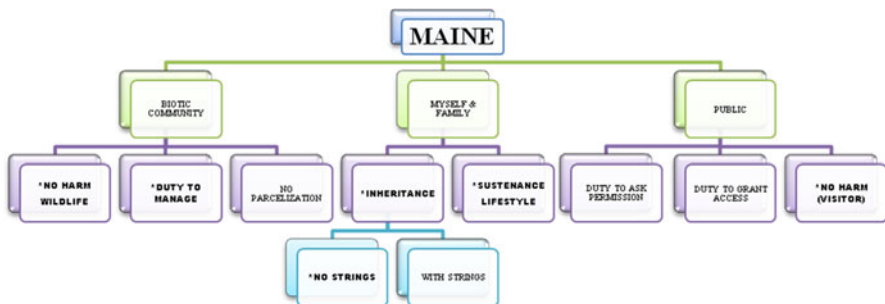 MAINE
BIOTIC
COMMUNITY
MYSELF &
FAMILY
PUBLIC
*NO HARM
WILDLIFE
*DUTY TO
MANAGE
NO
PARCELIZATION
*INHERITANCE
*SUSTENANCE
LIFESTYLE
DUTY TO ASK
PERMISSION
DUTY TO GRANT
ACCESS
*NO HARM
(VISITOR)
*NO STRINGS
WITH STRINGS